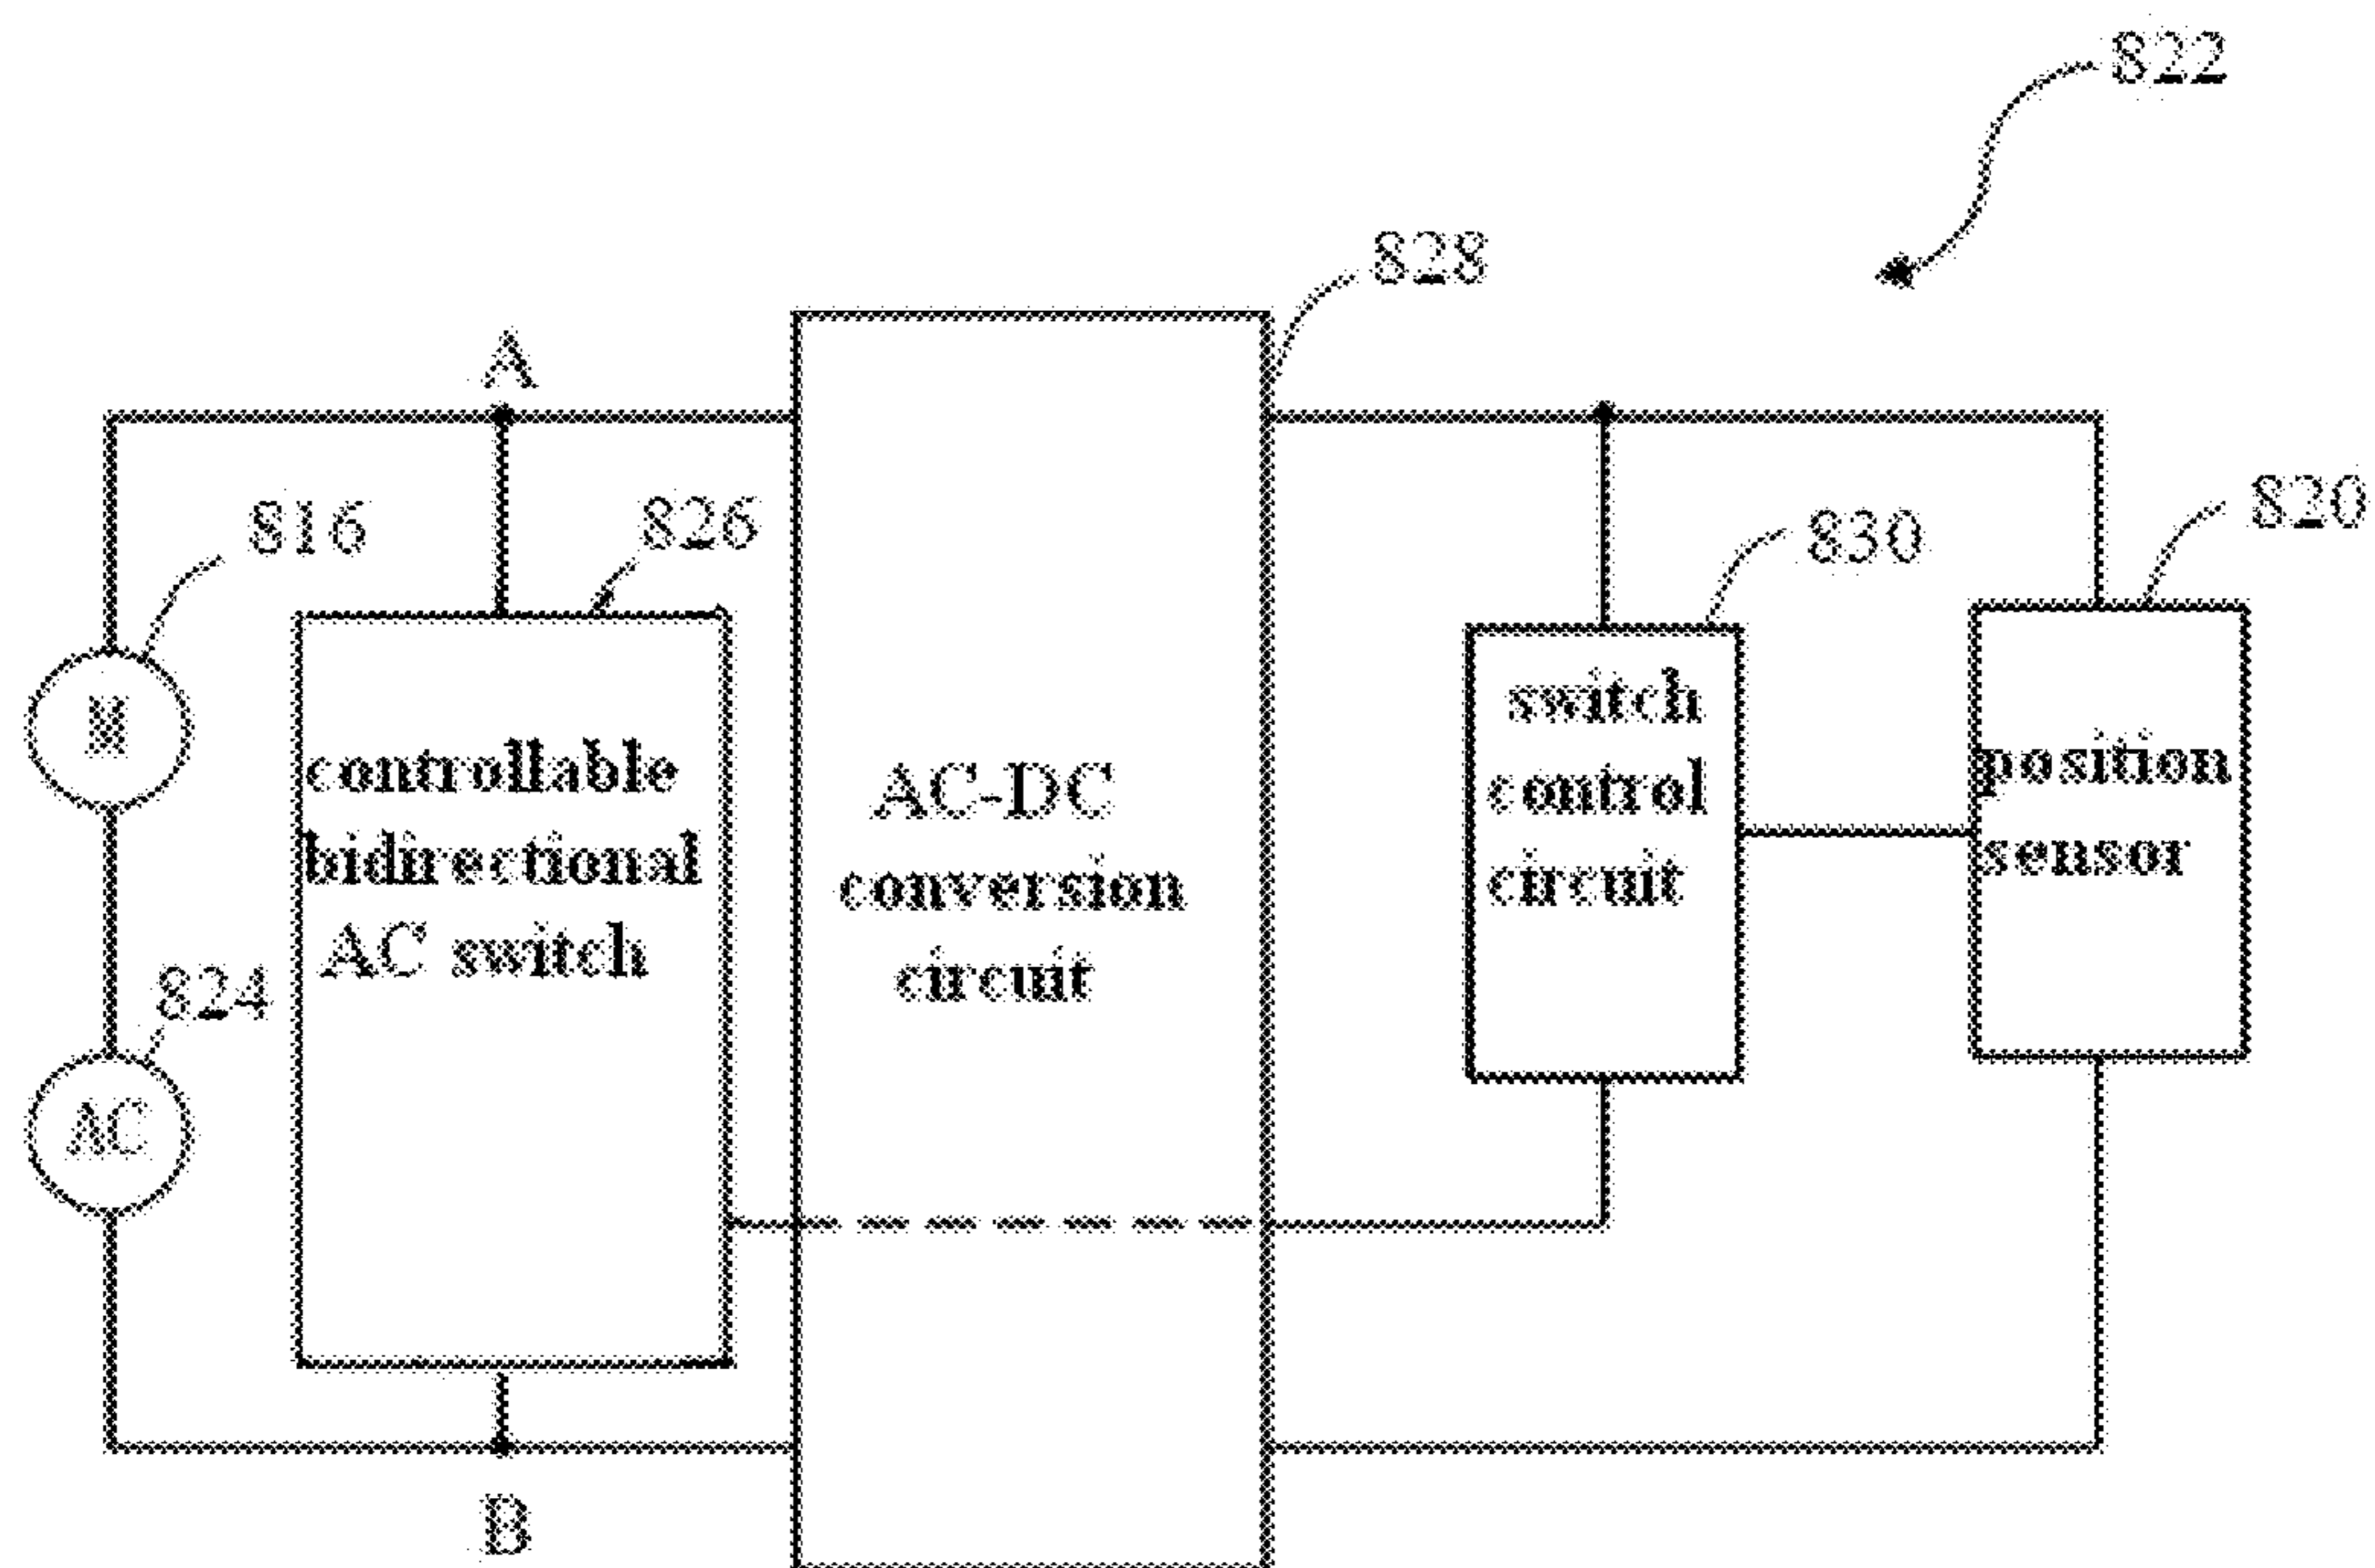 822
828
A
816
826
830
820
M
controllable
bidirectional
AC switch
AC-DC
conversion
circuit
switch
control
circuit
position
sensor
824
AC
B